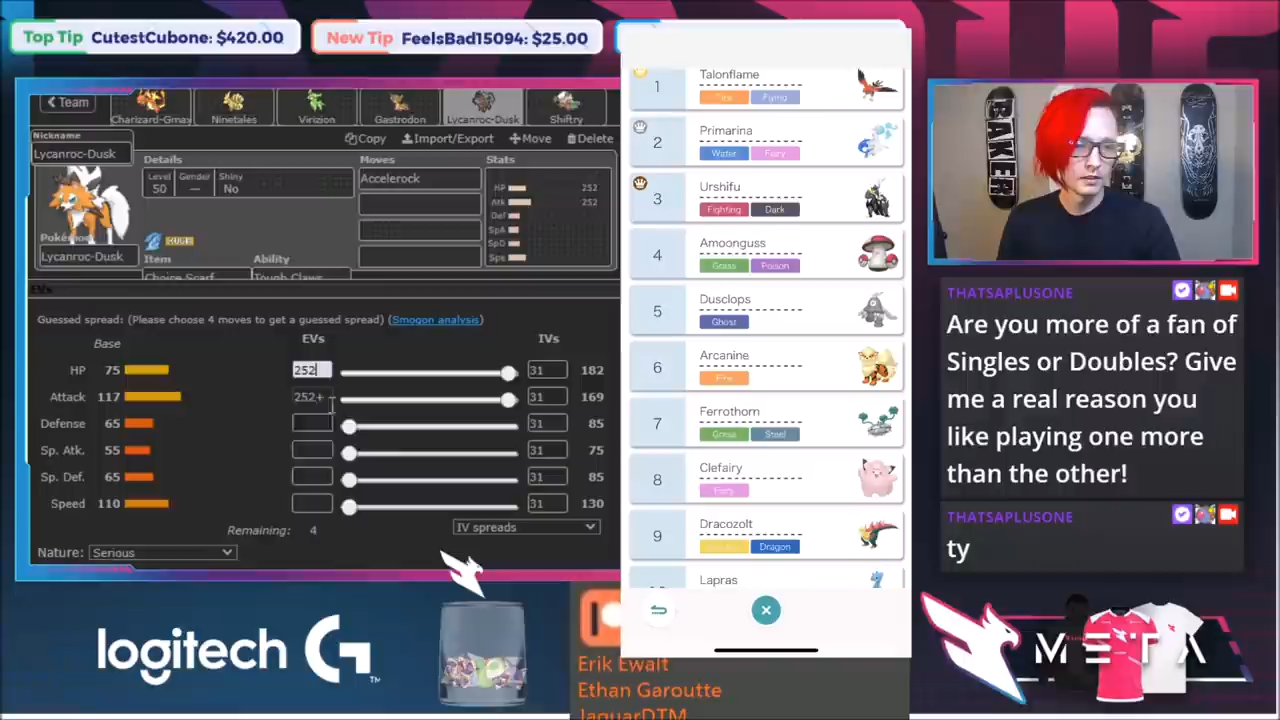 Top Tip CutestCubone: $420.00
New Tip FeelsBad15094: $25.00
Team
Charizard-Gmax
Ninetales
Virizion
Gastrodon
Lycanroc-Dusk
Shiftry
Nickname
Lycanroc-Dusk
Copy Import/Export Move Delete
Details
Level Gender Shiny
50 — No
Moves
Accelerock
Stats
HP 252
Atk 252
Def
SpA
SpD
Spe
Pokémon
Lycanroc-Dusk
Item
Choice Scarf
Ability
Tough Claws
EVs
Guessed spread: (Please choose 4 moves to get a guessed spread) (Smogon analysis)
Base EVs IVs
HP 75 252 31 182
Attack 117 252+ 31 169
Defense 65 31 85
Sp. Atk. 55 31 75
Sp. Def. 65 31 85
Speed 110 31 130
Remaining: 4
IV spreads
Nature: Serious
1 Talonflame
Fire Flying
2 Primarina
Water Fairy
3 Urshifu
Fighting Dark
4 Amoonguss
Grass Poison
5 Dusclops
Ghost
6 Arcanine
Fire
7 Ferrothorn
Grass Steel
8 Clefairy
Fairy
9 Dracozolt
Dragon
Lapras
BAKER
THATSAPLUSONE
Are you more of a fan of
Singles or Doubles? Give
me a real reason you
like playing one more
than the other!
THATSAPLUSONE
ty
logitech G
Erik Ewalt
Ethan Garoutte
JaguarDTM
META